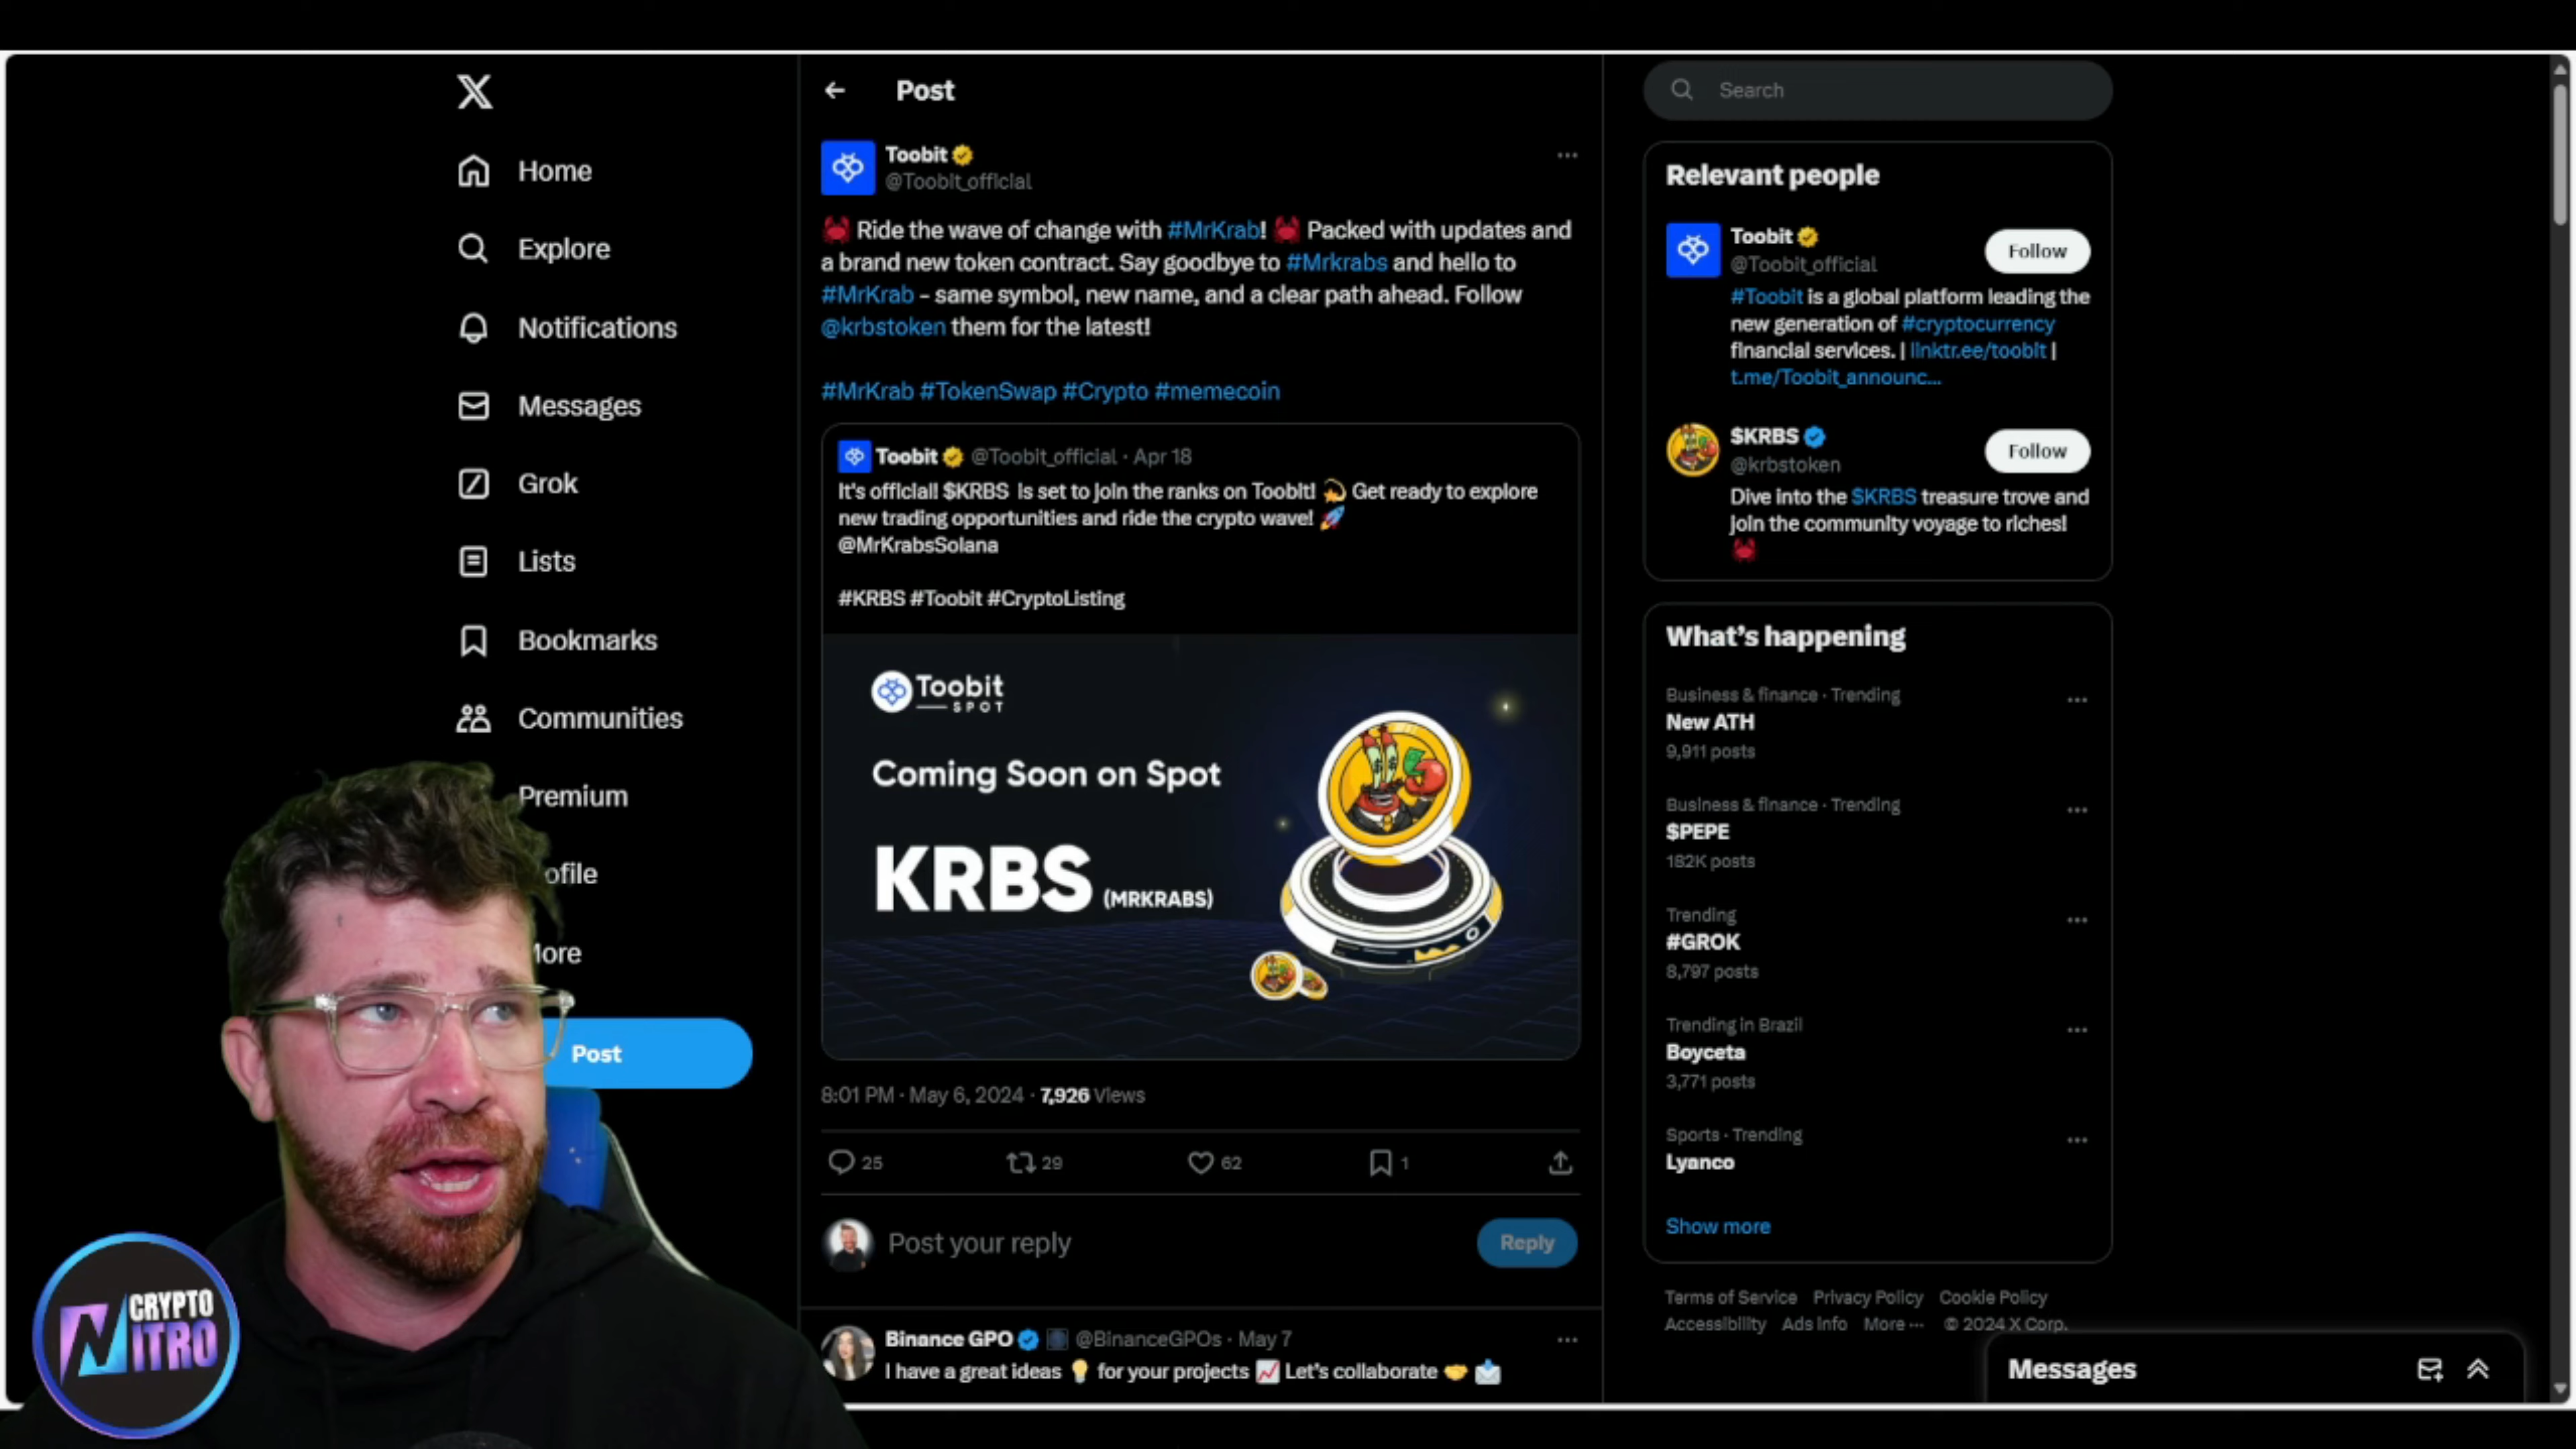 Home
Explore
Notifications
Messages
Grok
Lists
Bookmarks
Communities
Premium
ofile
More
Post
CRYPTO
NITRO
Post
Toobit
@Toobit_official
🦀 Ride the wave of change with #MrKrab! 🦀 Packed with updates and
a brand new token contract. Say goodbye to #Mrkrabs and hello to
#MrKrab - same symbol, new name, and a clear path ahead. Follow
@krbstoken them for the latest!
#MrKrab #TokenSwap #Crypto #memecoin
Toobit @Toobit_official · Apr 18
It's official! $KRBS is set to join the ranks on Toobit! 💫 Get ready to explore
new trading opportunities and ride the crypto wave! 🚀
@MrKrabsSolana
#KRBS #Toobit #CryptoListing
Toobit
SPOT
Coming Soon on Spot
KRBS (MRKRABS)
8:01 PM · May 6, 2024 · 7,926 Views
25 29 62 1
Post your reply
Reply
Binance GPO @BinanceGPOs · May 7
I have a great ideas 💡 for your projects 📈 Let's collaborate 🤝 📩
Search
Relevant people
Toobit
@Toobit_official
Follow
#Toobit is a global platform leading the
new generation of #cryptocurrency
financial services. | linktr.ee/toobit |
t.me/Toobit_announc...
$KRBS
@krbstoken
Follow
Dive into the $KRBS treasure trove and
join the community voyage to riches!
🦀
What's happening
Business & finance · Trending
New ATH
9,911 posts
Business & finance · Trending
$PEPE
182K posts
Trending
#GROK
8,797 posts
Trending in Brazil
Boyceta
3,771 posts
Sports · Trending
Lyanco
Show more
Terms of Service Privacy Policy Cookie Policy
Accessibility Ads info More ··· © 2024 X Corp.
Messages